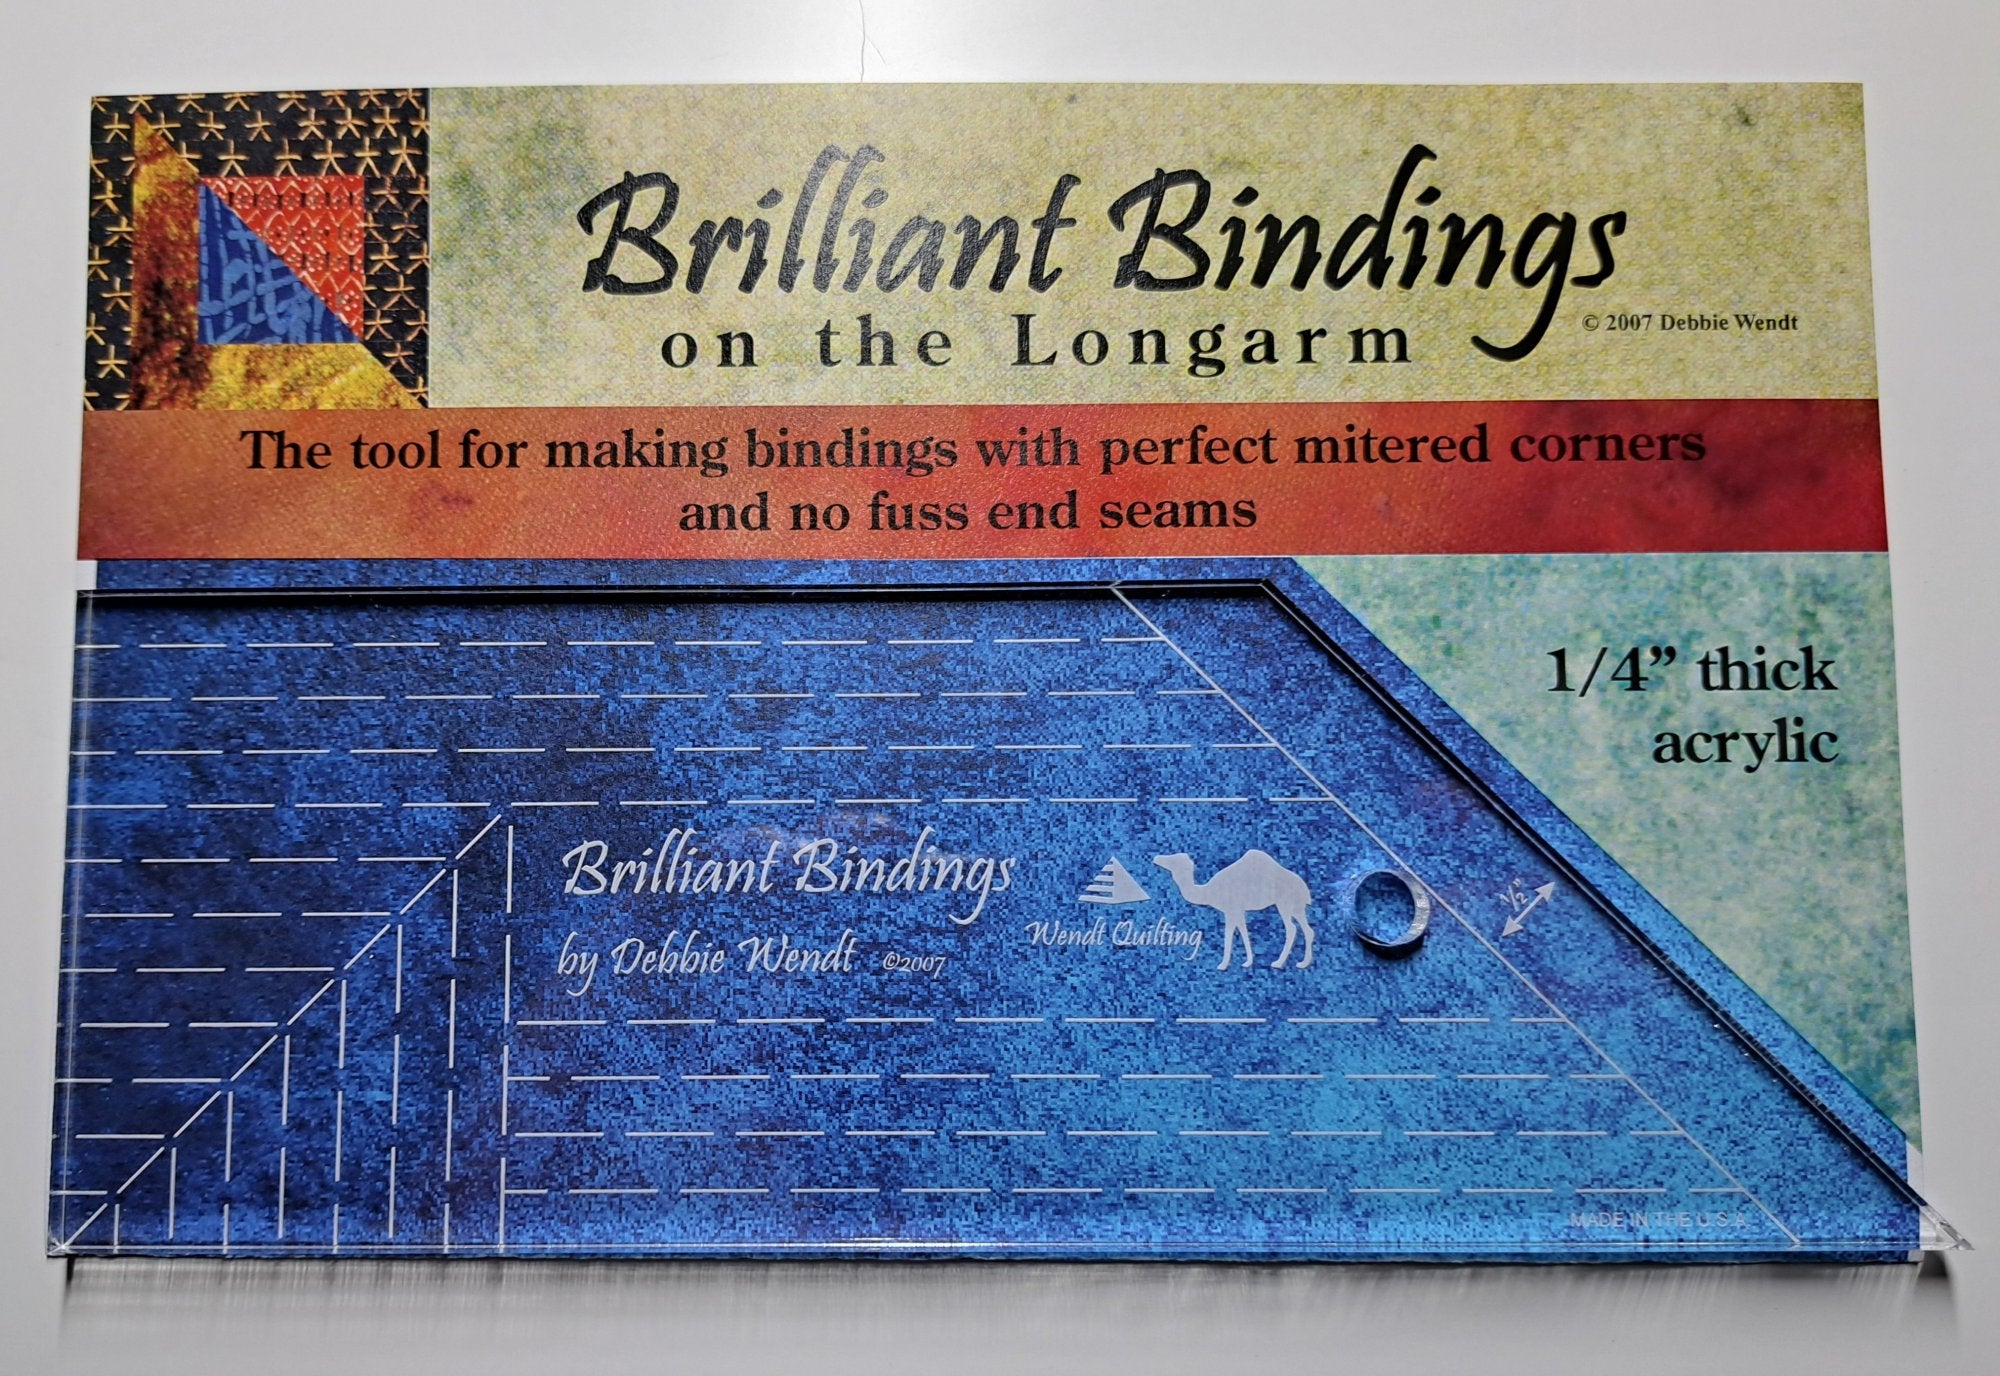 Brilliant Bindings
on the Longarm
© 2007 Debbie Wendt
The tool for making bindings with perfect mitered corners
and no fuss end seams
1/4” thick
acrylic
Brilliant Bindings
by Debbie Wendt ©2007
Wendt Quilting
1/2"
MADE IN THE U.S.A.